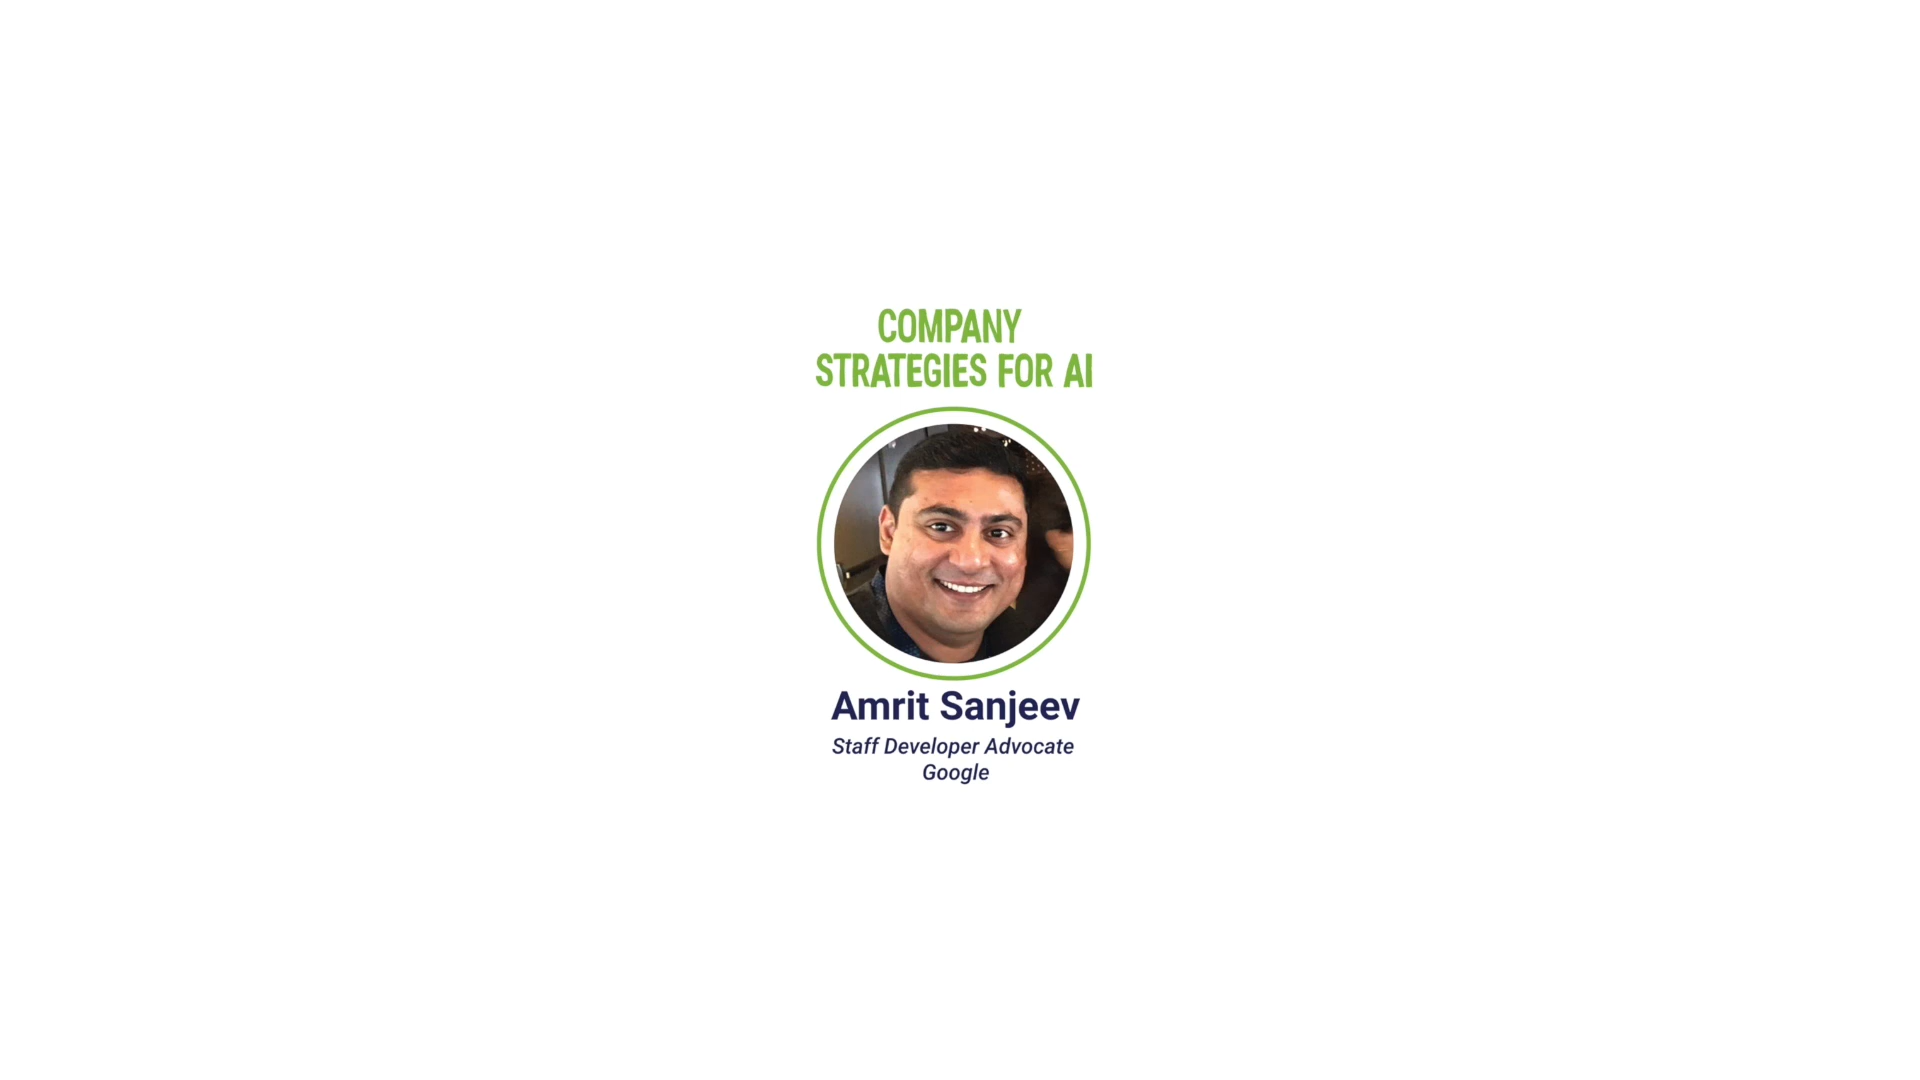 COMPANY
STRATEGIES FOR AI
Amrit Sanjeev
Staff Developer Advocate
Google